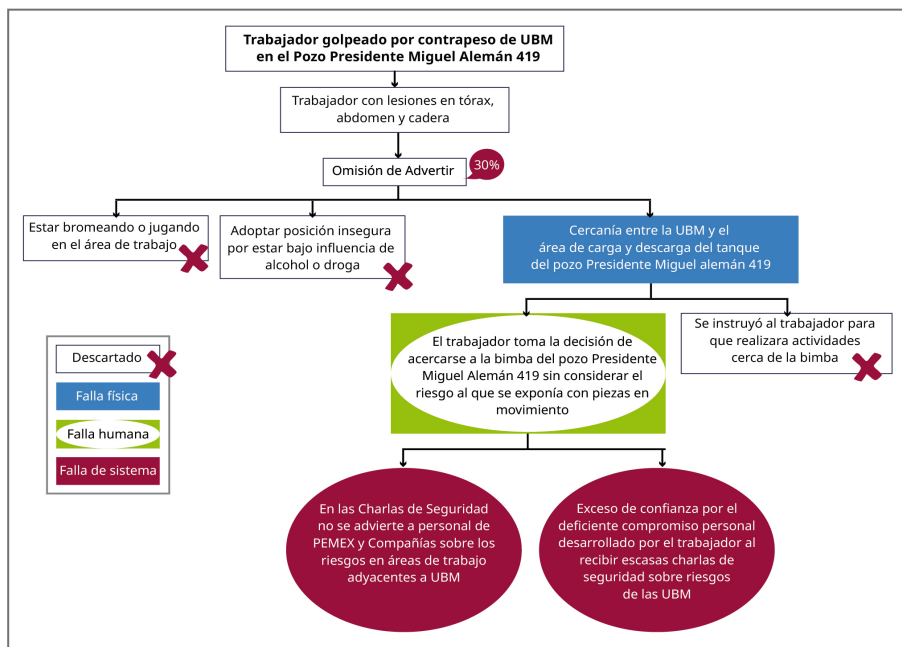 Trabajador golpeado por contrapeso de UBM
en el Pozo Presidente Miguel Alemán 419
Trabajador con lesiones en tórax,
abdomen y cadera
Omisión de Advertir
30%
Estar bromeando o jugando
en el área de trabajo
Adoptar posición insegura
por estar bajo influencia de
alcohol o droga
Cercanía entre la UBM y el
área de carga y descarga del tanque
del pozo Presidente Miguel alemán 419
El trabajador toma la decisión de
acercarse a la bimba del pozo Presidente
Miguel Alemán 419 sin considerar el
riesgo al que se exponía con piezas en
movimiento
Se instruyó al trabajador para
que realizara actividades
cerca de la bimba
Descartado
Falla física
Falla humana
Falla de sistema
En las Charlas de Seguridad
no se advierte a personal de
PEMEX y Compañías sobre los
riesgos en áreas de trabajo
adyacentes a UBM
Exceso de confianza por el
deficiente compromiso personal
desarrollado por el trabajador al
recibir escasas charlas de
seguridad sobre riesgos
de las UBM